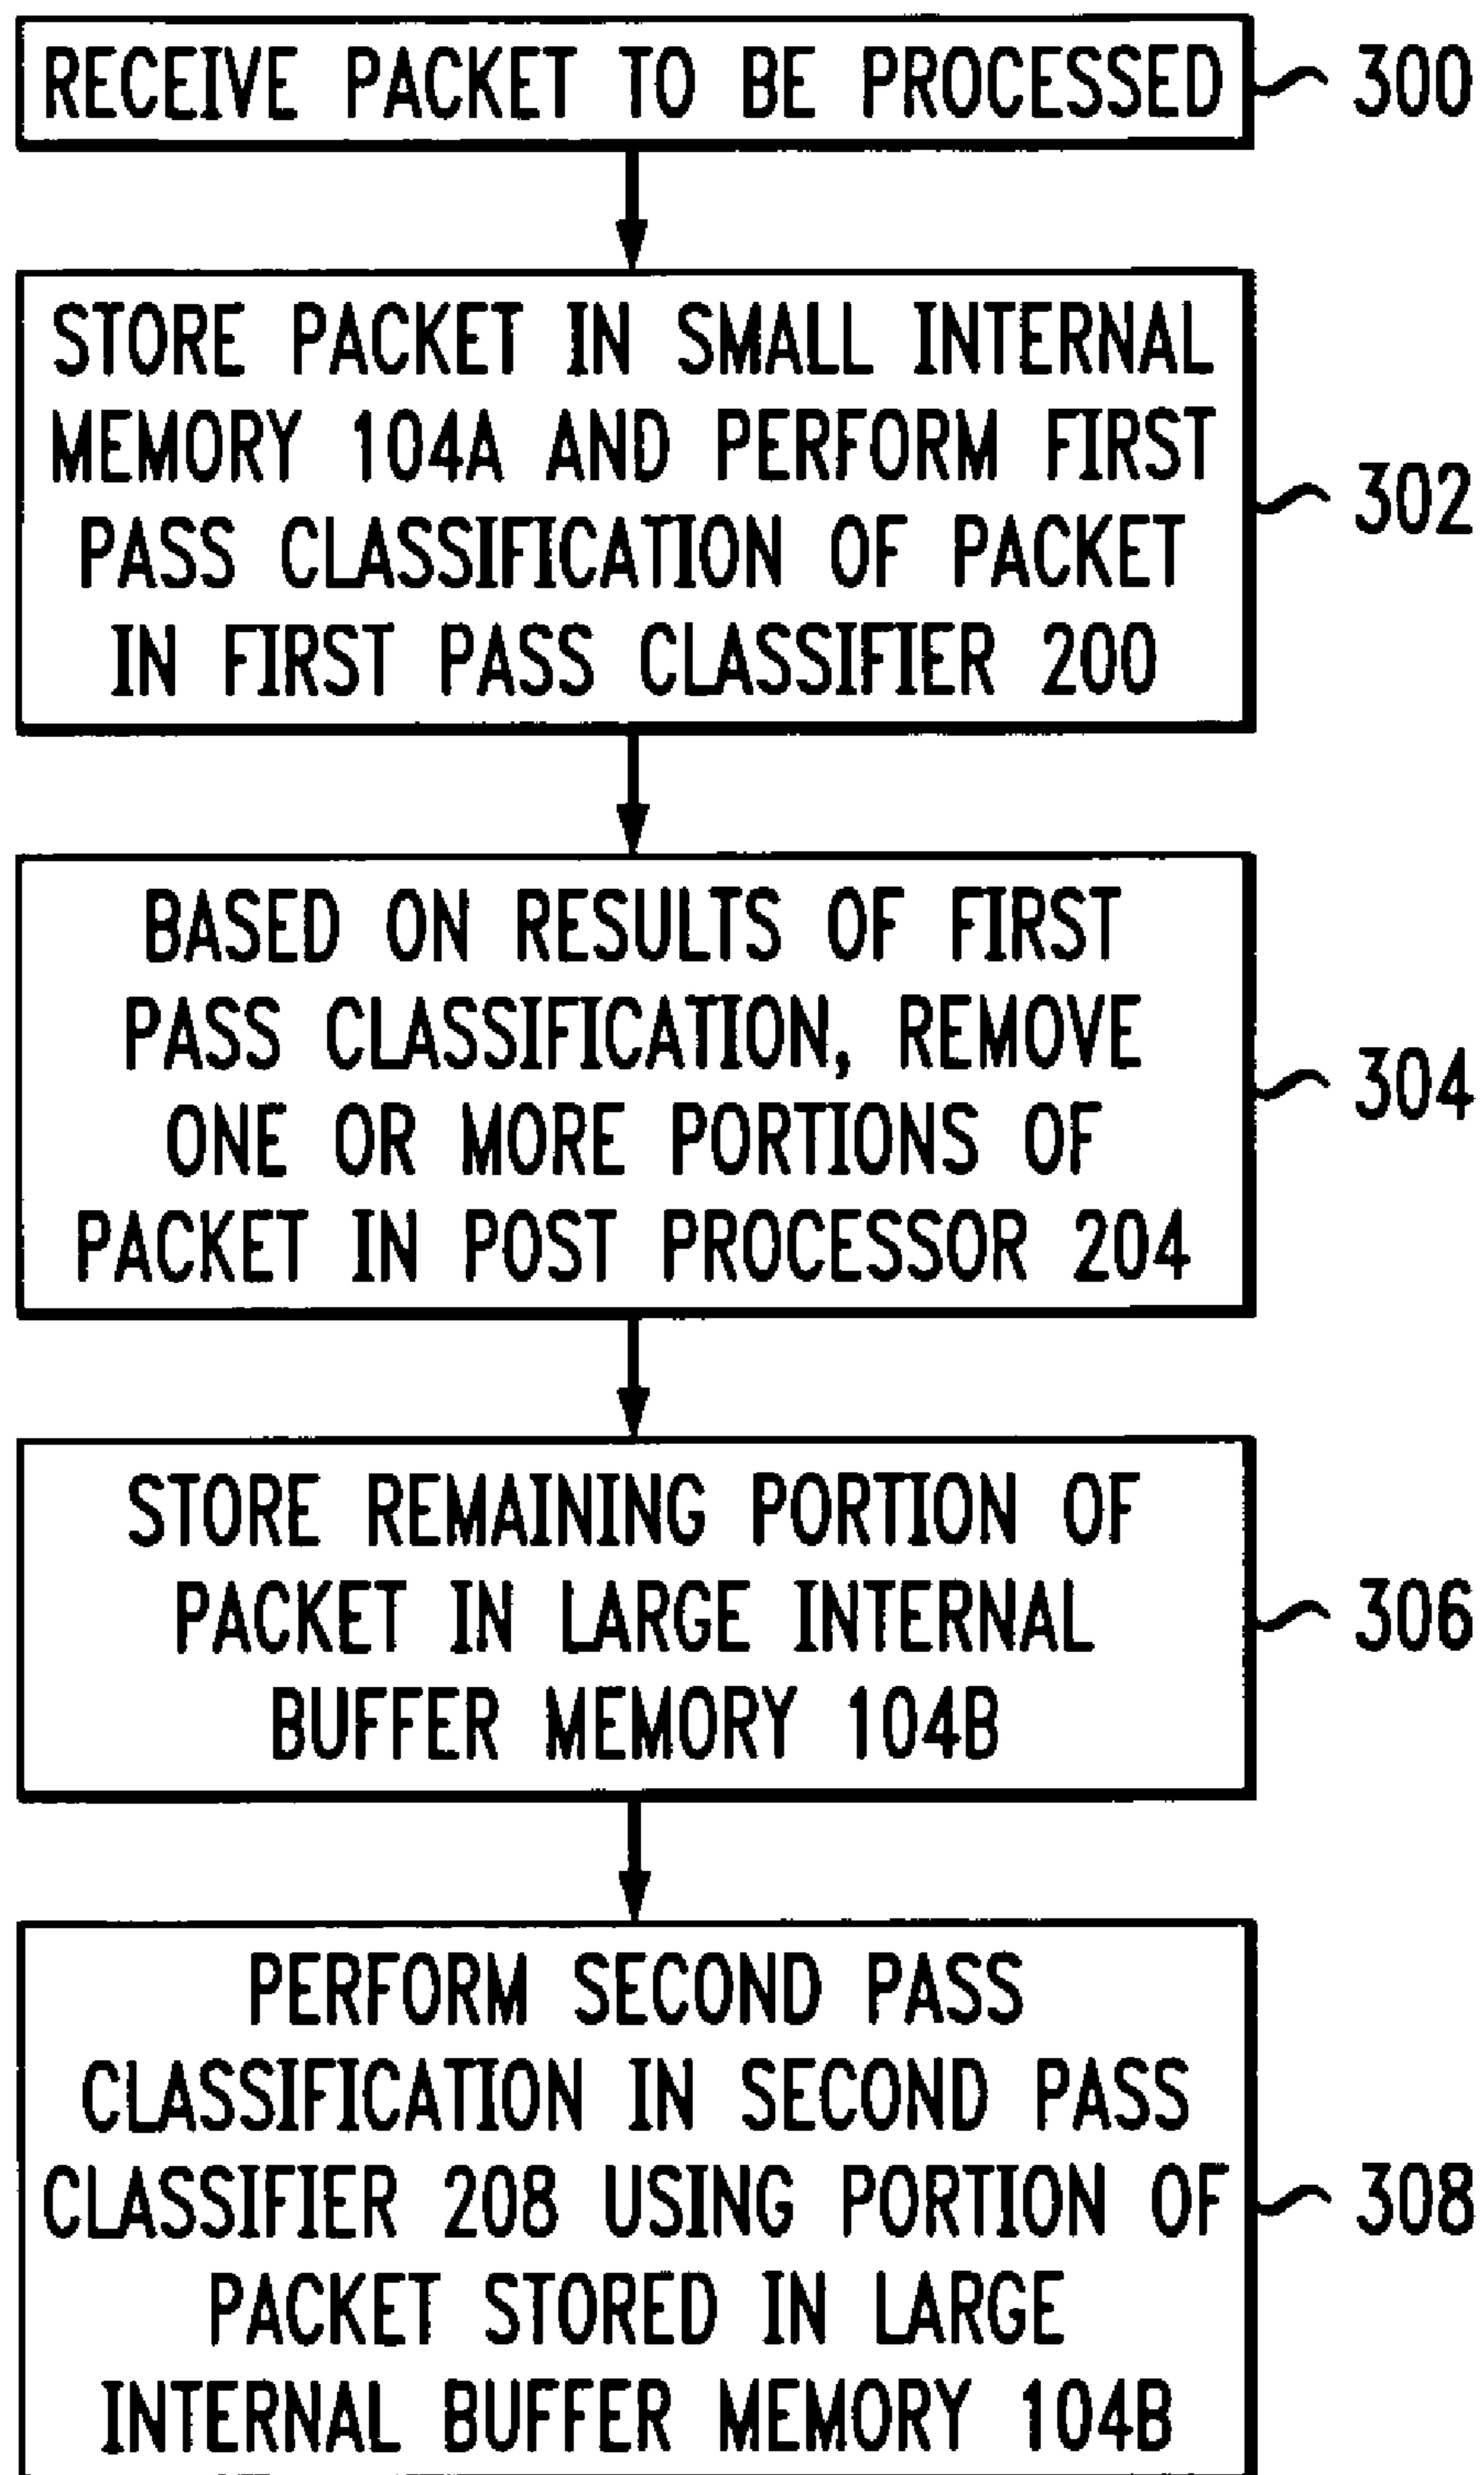 RECEIVE PACKET TO BE PROCESSED
300
STORE PACKET IN SMALL INTERNAL
MEMORY 104A AND PERFORM FIRST
PASS CLASSIFICATION OF PACKET
IN FIRST PASS CLASSIFIER 200
302
BASED ON RESULTS OF FIRST
PASS CLASSIFICATION, REMOVE
ONE OR MORE PORTIONS OF
PACKET IN POST PROCESSOR 204
304
STORE REMAINING PORTION OF
PACKET IN LARGE INTERNAL
BUFFER MEMORY 104B
306
PERFORM SECOND PASS
CLASSIFICATION IN SECOND PASS
CLASSIFIER 208 USING PORTION OF
PACKET STORED IN LARGE
INTERNAL BUFFER MEMORY 104B
308